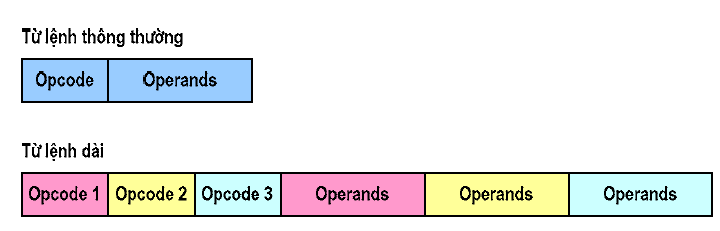 Từ lệnh thông thường
Opcode Operands
Từ lệnh dài
Opcode 1 Opcode 2 Opcode 3 Operands Operands Operands